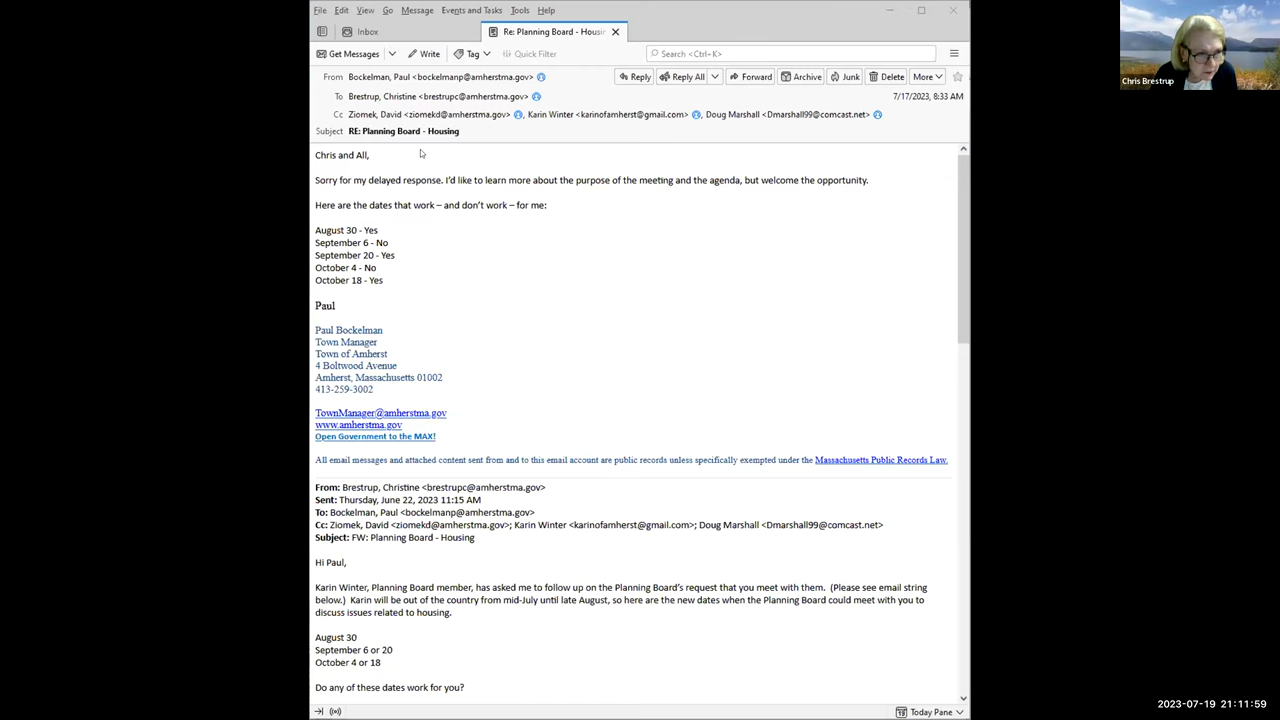 File Edit View Go Message Events and Tasks Tools Help
Inbox
Re: Planning Board - Housin
Get Messages Write Tag Quick Filter Search <Ctrl+K>
From Bockelman, Paul <bockelmanp@amherstma.gov> Reply Reply All Forward Archive Junk Delete More
To Brestrup, Christine <brestrupc@amherstma.gov> 7/17/2023, 8:33 AM
Cc Ziomek, David <ziomekd@amherstma.gov> , Karin Winter <karinofamherst@gmail.com> , Doug Marshall <Dmarshall99@comcast.net>
Subject RE: Planning Board - Housing
Chris and All,
Sorry for my delayed response. I'd like to learn more about the purpose of the meeting and the agenda, but welcome the opportunity.
Here are the dates that work – and don't work – for me:
August 30 - Yes
September 6 - No
September 20 - Yes
October 4 - No
October 18 - Yes
Paul
Paul Bockelman
Town Manager
Town of Amherst
4 Boltwood Avenue
Amherst, Massachusetts 01002
413-259-3002
TownManager@amherstma.gov
www.amherstma.gov
Open Government to the MAX!
All email messages and attached content sent from and to this email account are public records unless specifically exempted under the Massachusetts Public Records Law.
From: Brestrup, Christine <brestrupc@amherstma.gov>
Sent: Thursday, June 22, 2023 11:15 AM
To: Bockelman, Paul <bockelmanp@amherstma.gov>
Cc: Ziomek, David <ziomekd@amherstma.gov>; Karin Winter <karinofamherst@gmail.com>; Doug Marshall <Dmarshall99@comcast.net>
Subject: FW: Planning Board - Housing
Hi Paul,
Karin Winter, Planning Board member, has asked me to follow up on the Planning Board's request that you meet with them. (Please see email string
below.) Karin will be out of the country from mid-July until late August, so here are the new dates when the Planning Board could meet with you to
discuss issues related to housing.
August 30
September 6 or 20
October 4 or 18
Do any of these dates work for you?
Today Pane
Chris Brestrup
2023-07-19 21:11:59